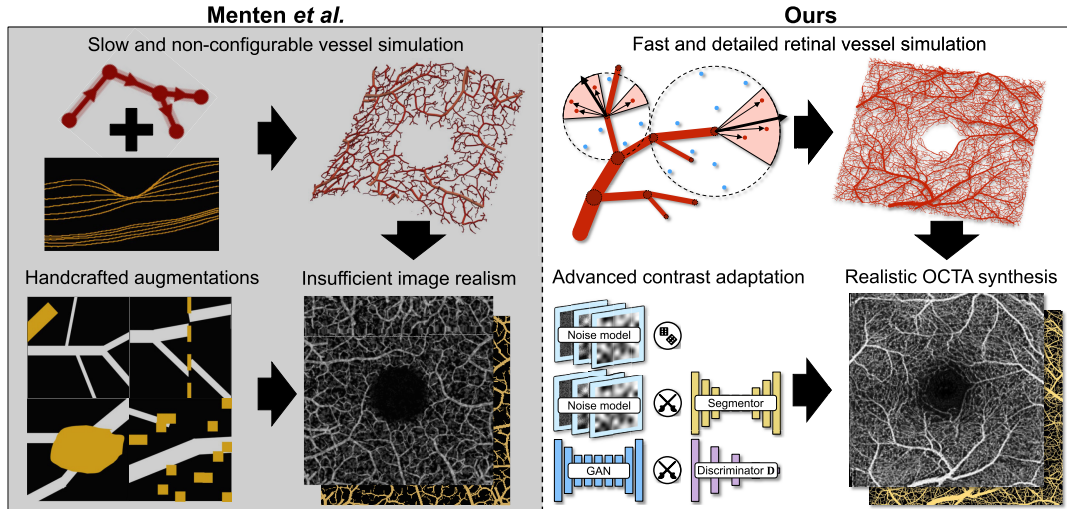 Menten et al.
Slow and non-configurable vessel simulation
Handcrafted augmentations
Insufficient image realism
Ours
Fast and detailed retinal vessel simulation
Advanced contrast adaptation
Realistic OCTA synthesis
Noise model
Noise model
Segmentor
GAN
Discriminator D